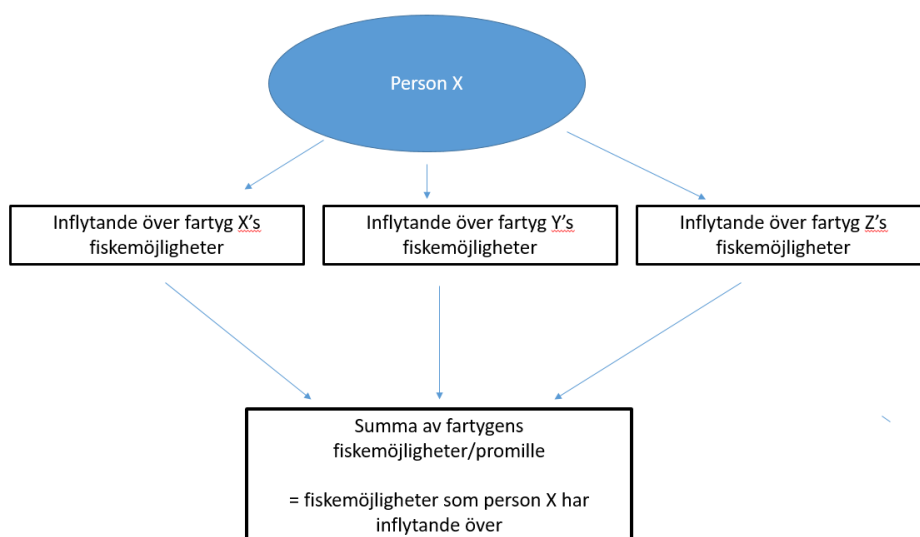 Person X
Inflytande över fartyg X's
fiskemöjligheter
Inflytande över fartyg Y's
fiskemöjligheter
Inflytande över fartyg Z's
fiskemöjligheter
Summa av fartygens
fiskemöjligheter/promille
= fiskemöjligheter som person X har
inflytande över